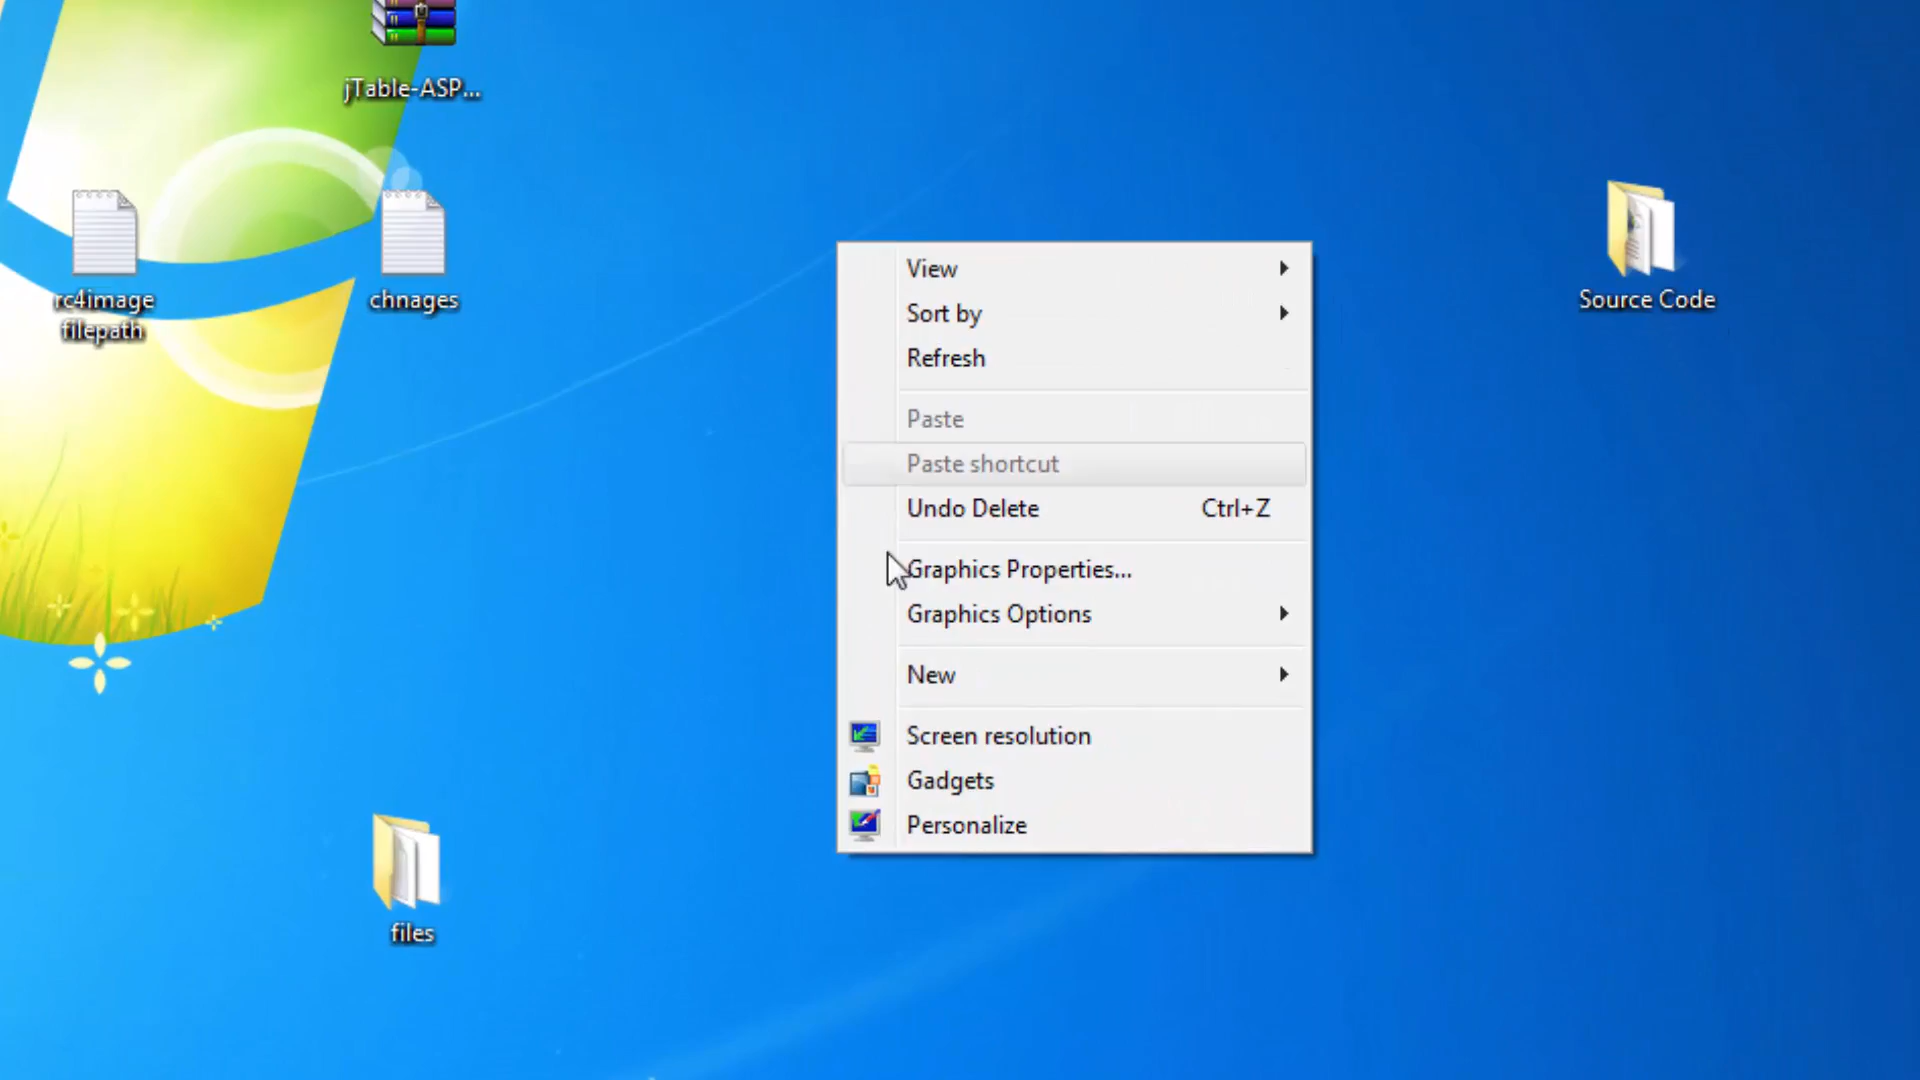 jTable-ASP...
rc4image
filepath
chnages
Source Code
View
Sort by
Refresh
Paste
Paste shortcut
Undo Delete Ctrl+Z
Graphics Properties...
Graphics Options
New
Screen resolution
Gadgets
Personalize
files